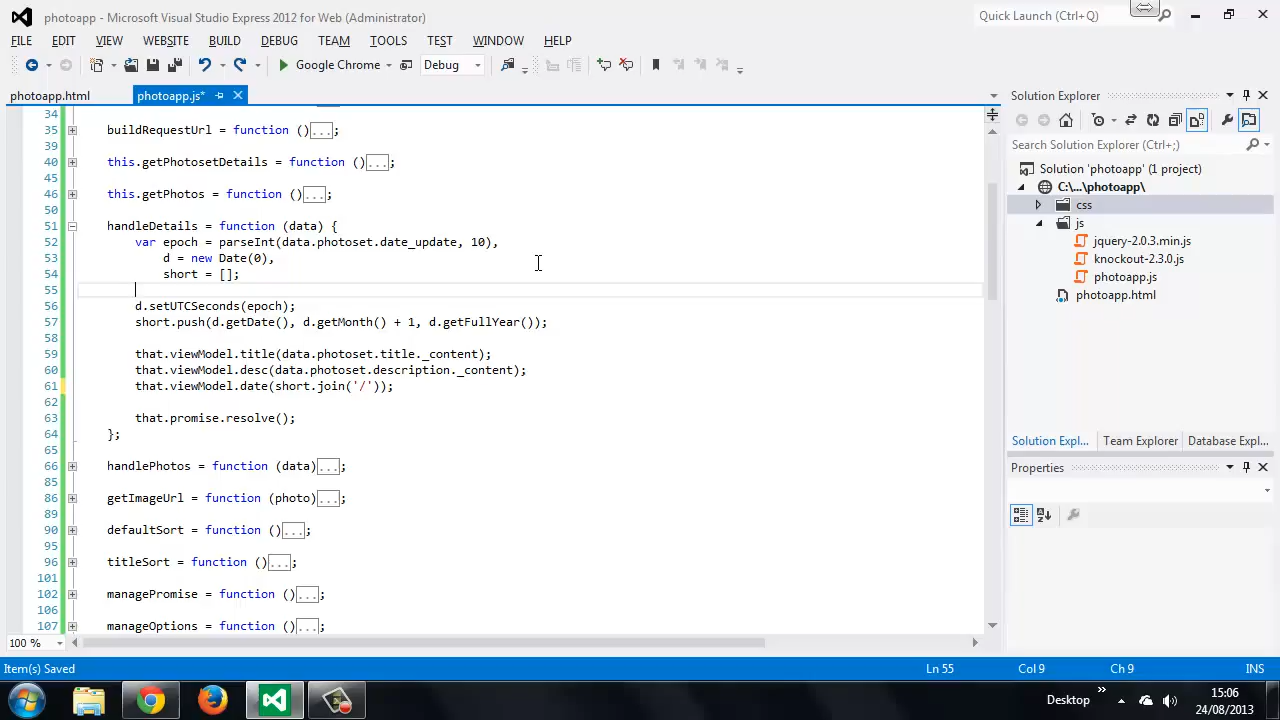 photoapp - Microsoft Visual Studio Express 2012 for Web (Administrator)
Quick Launch (Ctrl+Q)
FILE EDIT VIEW WEBSITE BUILD DEBUG TEAM TOOLS TEST WINDOW HELP
Google Chrome
Debug
photoapp.html
photoapp.js*
34
35 buildRequestUrl = function ()...;
39
40 this.getPhotosetDetails = function ()...;
45
46 this.getPhotos = function ()...;
50
51 handleDetails = function (data) {
52 var epoch = parseInt(data.photoset.date_update, 10),
53 d = new Date(0),
54 short = [];
55
56 d.setUTCSeconds(epoch);
57 short.push(d.getDate(), d.getMonth() + 1, d.getFullYear());
58
59 that.viewModel.title(data.photoset.title._content);
60 that.viewModel.desc(data.photoset.description._content);
61 that.viewModel.date(short.join('/'));
62
63 that.promise.resolve();
64 };
65
66 handlePhotos = function (data)...;
85
86 getImageUrl = function (photo)...;
89
90 defaultSort = function ()...;
95
96 titleSort = function ()...;
101
102 managePromise = function ()...;
106
107 manageOptions = function ()...;
100 %
Solution Explorer
Search Solution Explorer (Ctrl+;)
Solution 'photoapp' (1 project)
C:\...\photoapp\
css
js
jquery-2.0.3.min.js
knockout-2.3.0.js
photoapp.js
photoapp.html
Solution Expl... Team Explorer Database Expl...
Properties
Item(s) Saved
Ln 55
Col 9
Ch 9
INS
Desktop
15:06
24/08/2013